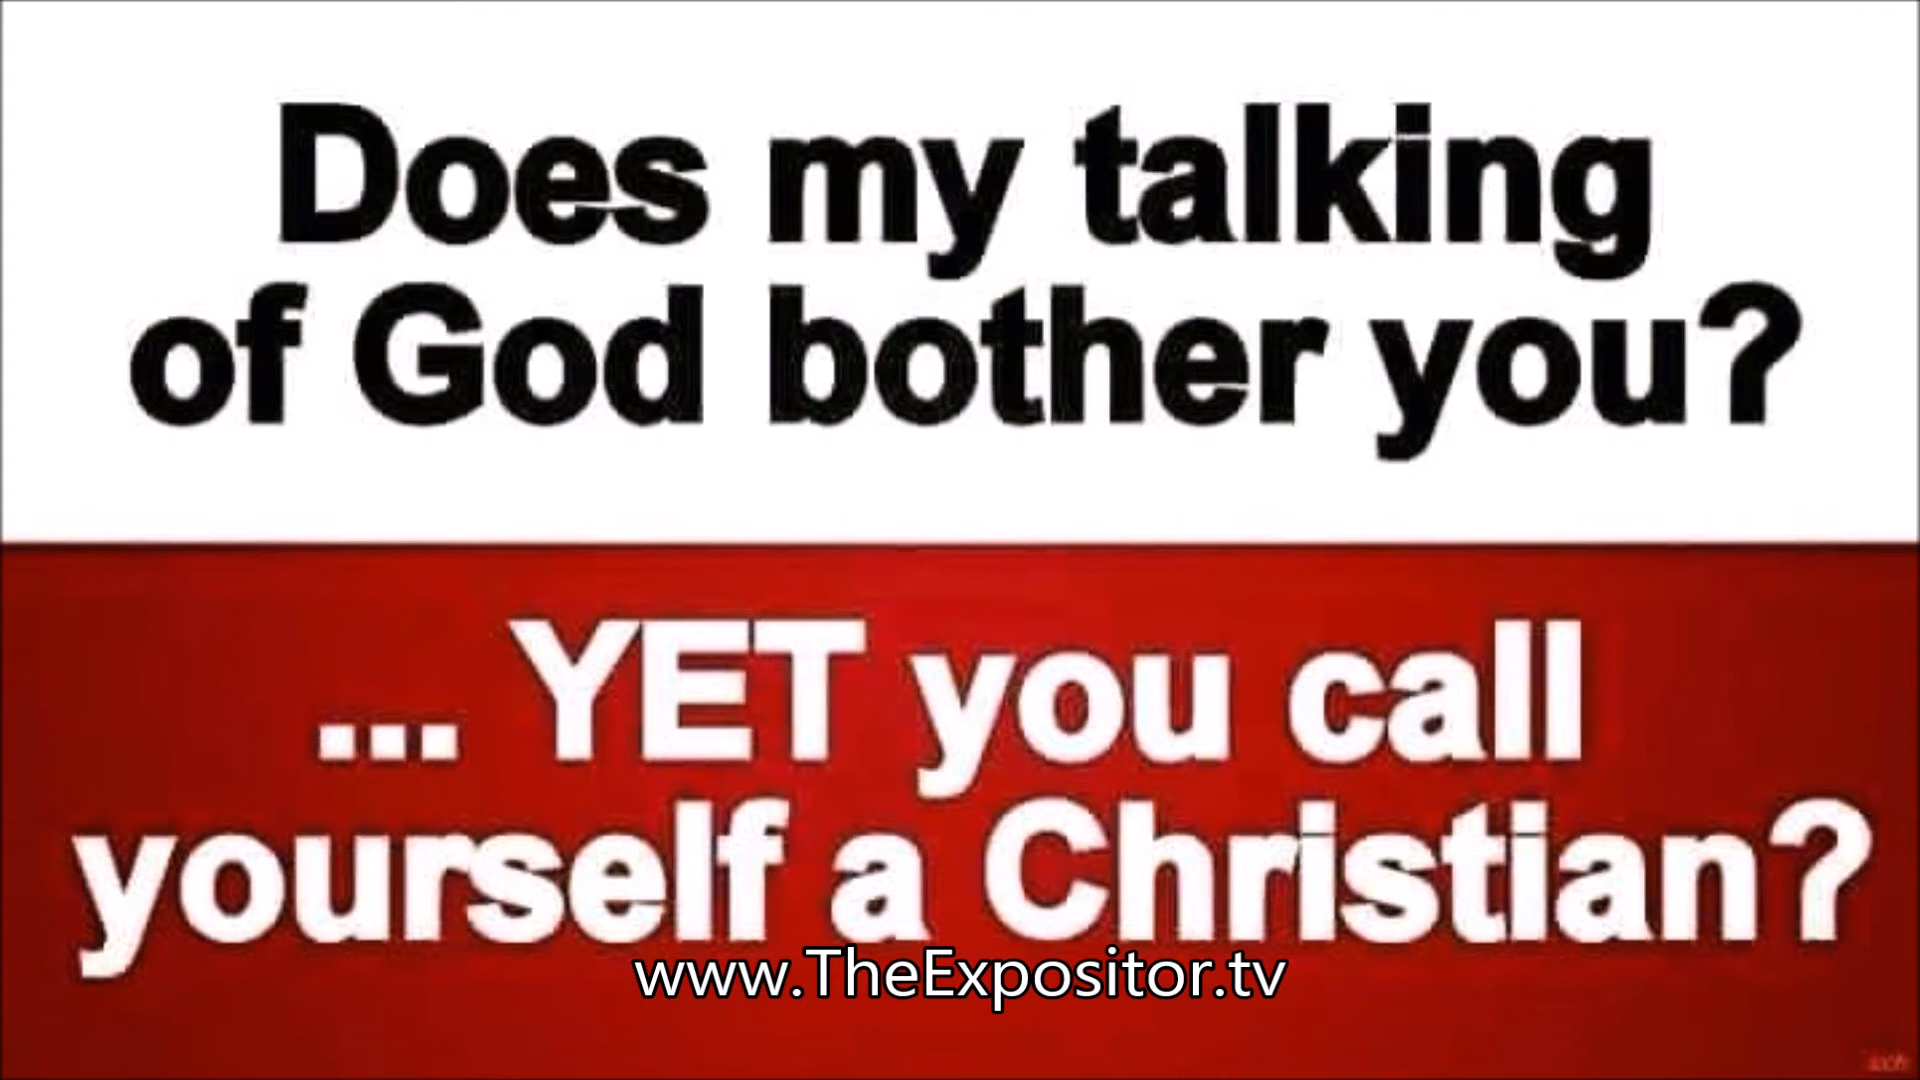 Does my talking
of God bother you?
... YET you call
yourself a Christian?
www.TheExpositor.tv